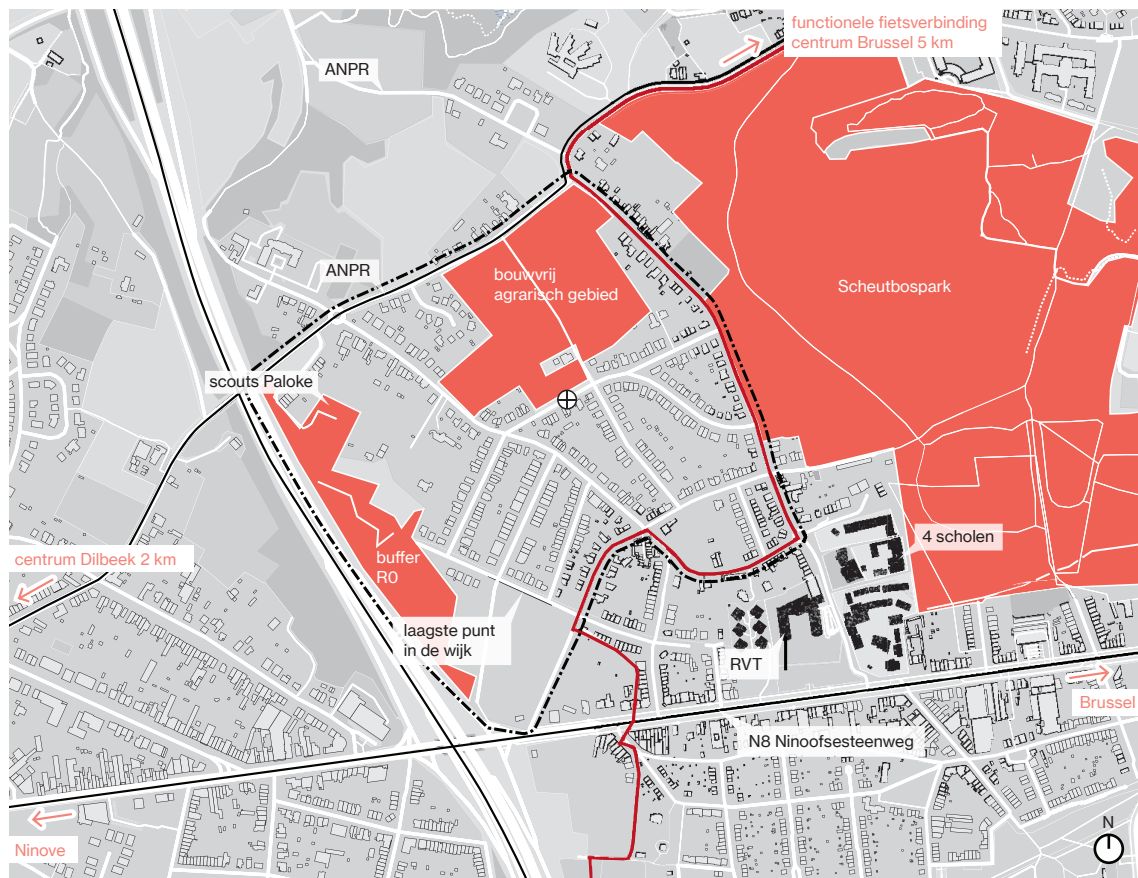 functionele fietsverbinding
centrum Brussel 5 km
ANPR
bouwvrij
agrarisch gebied
ANPR
Scheutbospark
scouts Paloke
4 scholen
centrum Dilbeek 2 km
buffer
R0
laagste punt
in de wijk
RVT
Brussel
N8 Ninoofsesteenweg
Ninove
N